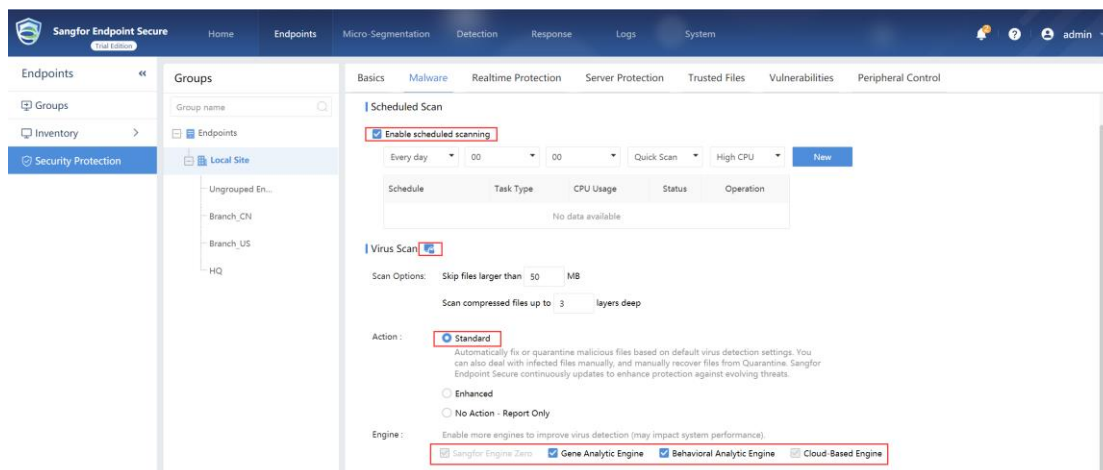 Sangfor Endpoint Secure
Trial Edition
Home Endpoints Micro-Segmentation Detection Response Logs System admin
Endpoints
Groups
Inventory
Security Protection
Groups
Group name
Endpoints
Local Site
Ungrouped En...
Branch_CN
Branch_US
HQ
Basics Malware Realtime Protection Server Protection Trusted Files Vulnerabilities Peripheral Control
Scheduled Scan
Enable scheduled scanning
Every day 00 00 Quick Scan High CPU New
Schedule Task Type CPU Usage Status Operation
No data available
Virus Scan
Scan Options: Skip files larger than 50 MB
Scan compressed files up to 3 layers deep
Action : Standard
Automatically fix or quarantine malicious files based on default virus detection settings. You
can also deal with infected files manually, and manually recover files from Quarantine. Sangfor
Endpoint Secure continuously updates to enhance protection against evolving threats.
Enhanced
No Action - Report Only
Engine : Enable more engines to improve virus detection (may impact system performance).
Sangfor Engine Zero Gene Analytic Engine Behavioral Analytic Engine Cloud-Based Engine